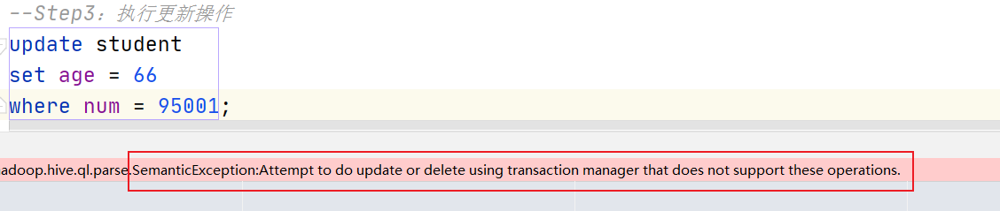 --Step3：执行更新操作
update student
set age = 66
where num = 95001;
adoop.hive.ql.parse.SemanticException:Attempt to do update or delete using transaction manager that does not support these operations.